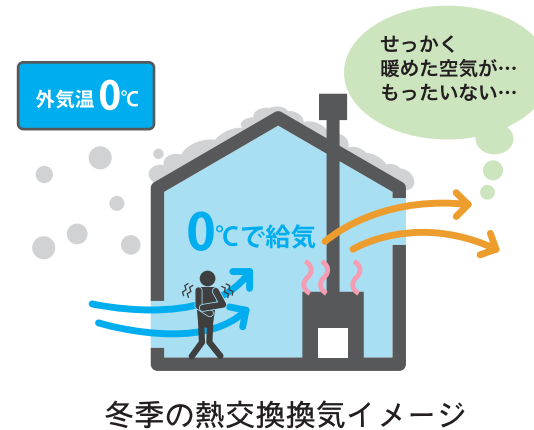 外気温0℃
せっかく
暖めた空気が…
もったいない…
0℃で給気
冬季の熱交換換気イメージ